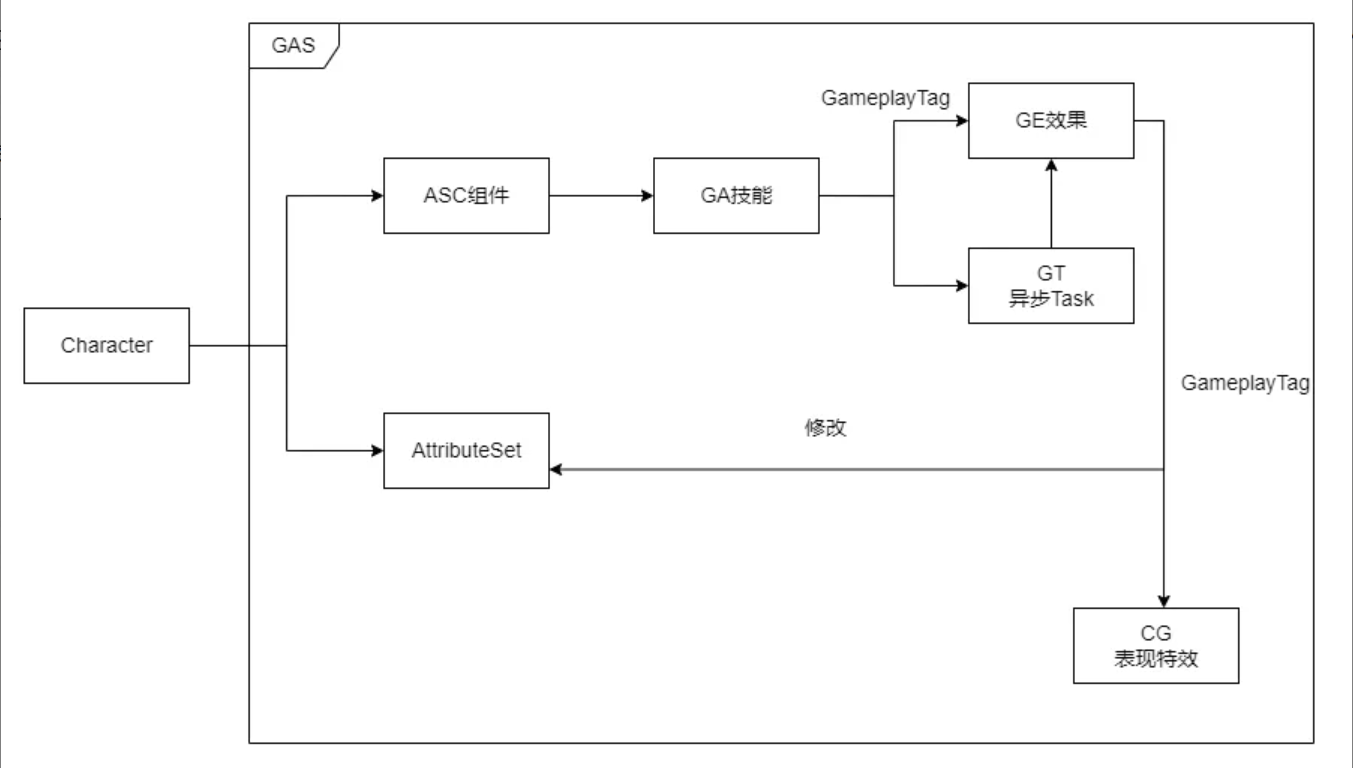 GAS
GameplayTag
GE效果
ASC组件
GA技能
GT
异步Task
Character
GameplayTag
修改
AttributeSet
CG
表现特效